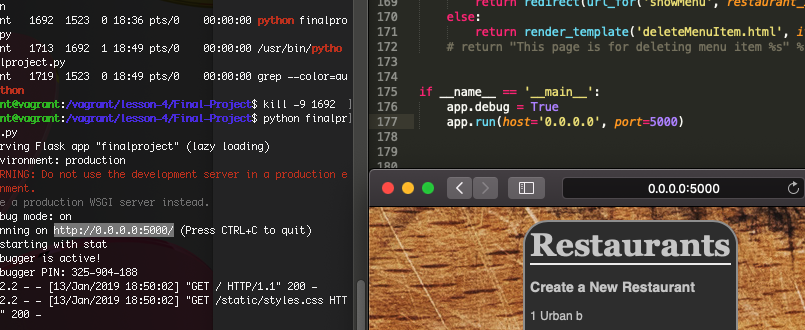 nt   1692   1523  0 18:36 pts/0    00:00:00 python finalpro
py
nt   1713   1692  1 18:49 pts/0    00:00:00 /usr/bin/pytho
lproject.py
nt   1719   1523  0 18:49 pts/0    00:00:00 grep --color=au
thon
nt@vagrant:/vagrant/lesson-4/Final-Project$ kill -9 1692  ]
nt@vagrant:/vagrant/lesson-4/Final-Project$ python finalpr]
.py
rving Flask app "finalproject" (lazy loading)
vironment: production
RNING: Do not use the development server in a production e
nment.
e a production WSGI server instead.
bug mode: on
nning on http://0.0.0.0:5000/ (Press CTRL+C to quit)
starting with stat
bugger is active!
bugger PIN: 325-904-188
2.2 - - [13/Jan/2019 18:50:02] "GET / HTTP/1.1" 200 -
2.2 - - [13/Jan/2019 18:50:02] "GET /static/styles.css HTT
" 200 -
169 return redirect(url_for('showMenu', restaurant_
170 else:
171 return render_template('deleteMenuItem.html', i
172 # return "This page is for deleting menu item %s" %
173
174
175 if __name__ == '__main__':
176 app.debug = True
177 app.run(host='0.0.0.0', port=5000)
178
179
180
0.0.0.0:5000
Restaurants
Create a New Restaurant
1 Urban b